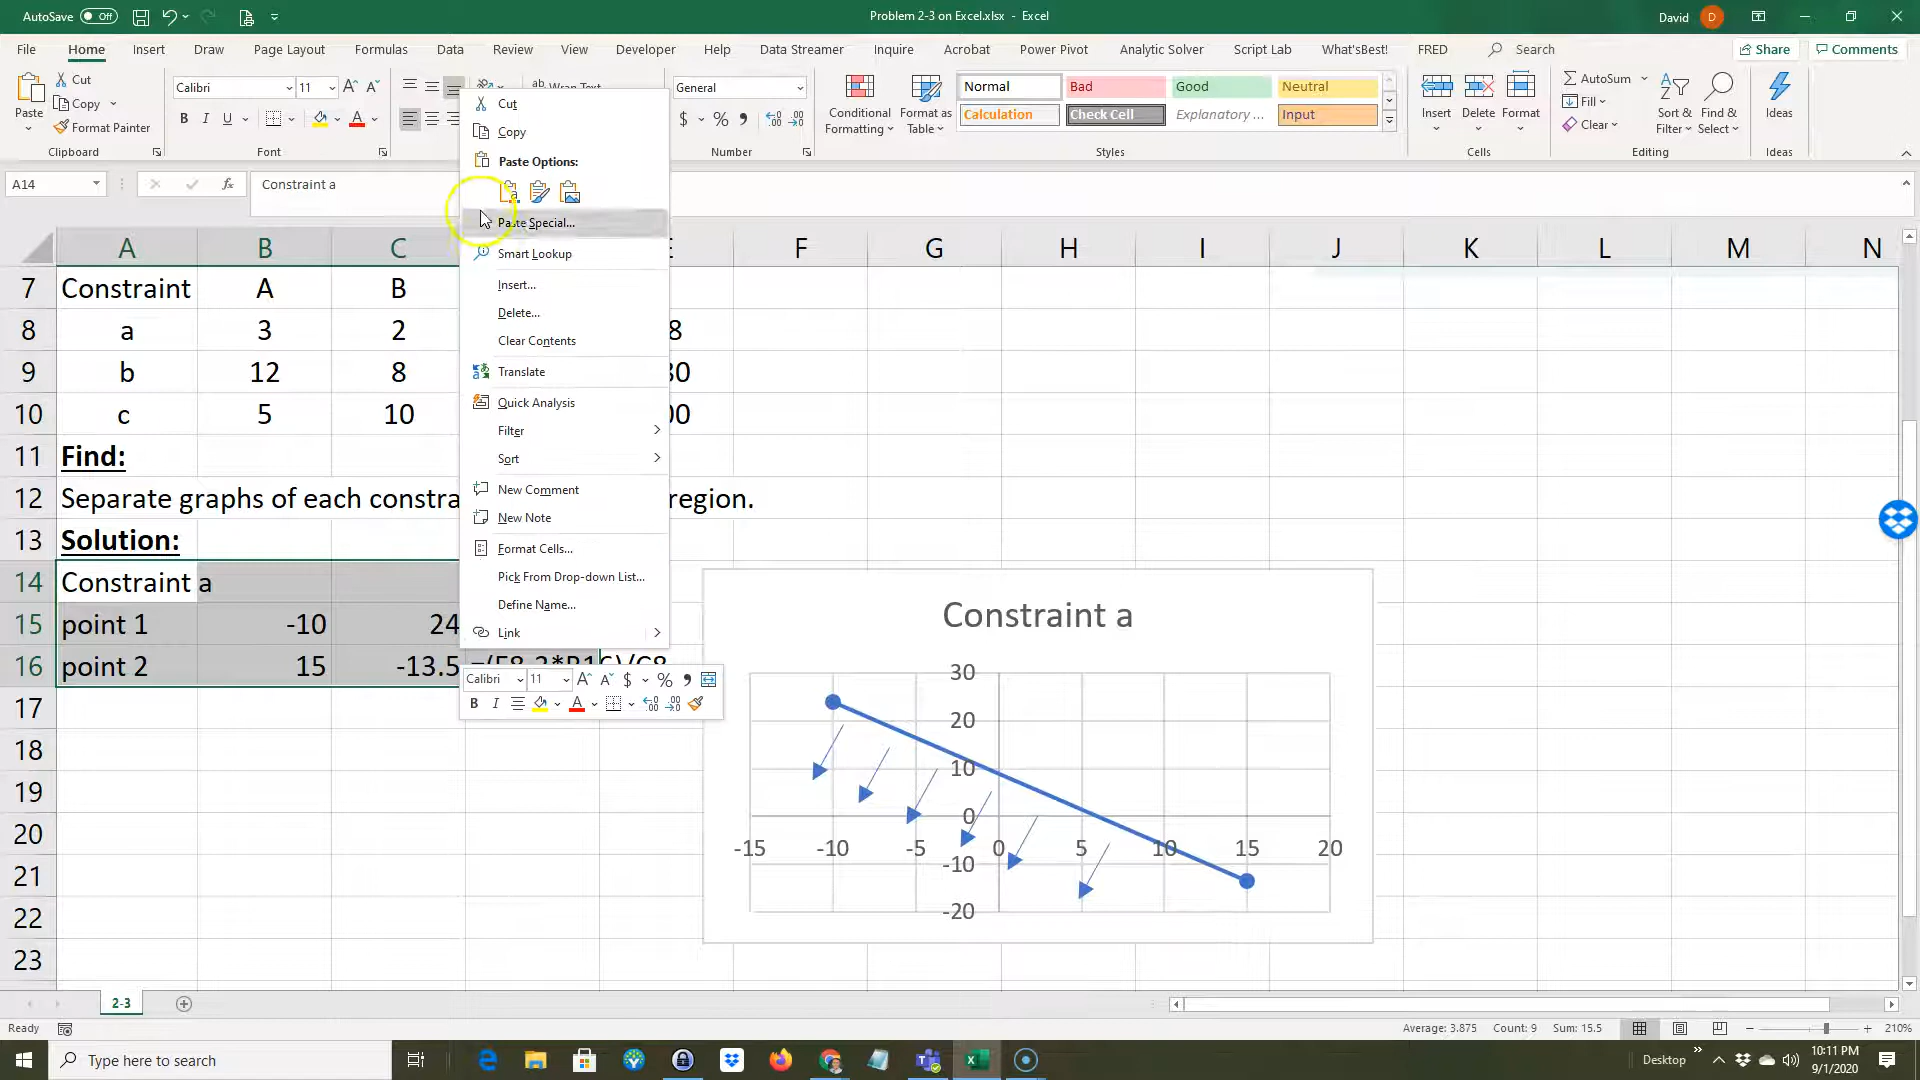 AutoSave Off
Problem 2-3 on Excel.xlsx - Excel
David D
File Home Insert Draw Page Layout Formulas Data Review View Developer Help Data Streamer Inquire Acrobat Power Pivot Analytic Solver Script Lab What'sBest! FRED Search Share Comments
Paste
Cut
Copy
Format Painter
Clipboard
Calibri 11
B I U
Font
General
$ % 9
Number
Conditional Formatting
Format as Table
Normal Bad Good Neutral
Calculation Check Cell Explanatory ... Input
Styles
Insert Delete Format
Cells
AutoSum
Fill
Clear
Sort & Filter
Find & Select
Editing
Ideas
Ideas
A14 fx Constraint a
A B C E F G H I J K L M N
7 Constraint A B
8 a 3 2 8
9 b 12 8
10 c 5 10
11 Find:
12 Separate graphs of each constra region.
13 Solution:
14 Constraint a
15 point 1 -10 24
16 point 2 15 -13.5
17
18
19
20
21
22
23
Cut
Copy
Paste Options:
Paste Special...
Smart Lookup
Insert...
Delete...
Clear Contents
Translate
Quick Analysis
Filter
Sort
New Comment
New Note
Format Cells...
Pick From Drop-down List...
Define Name...
Link
Calibri 11 A A $ % 9
B I A
Constraint a
30
20
10
0
-15 -10 -5 0 5 10 15 20
-10
-20
2-3
Ready
Average: 3.875 Count: 9 Sum: 15.5
210%
Type here to search
Desktop
10:11 PM
9/1/2020